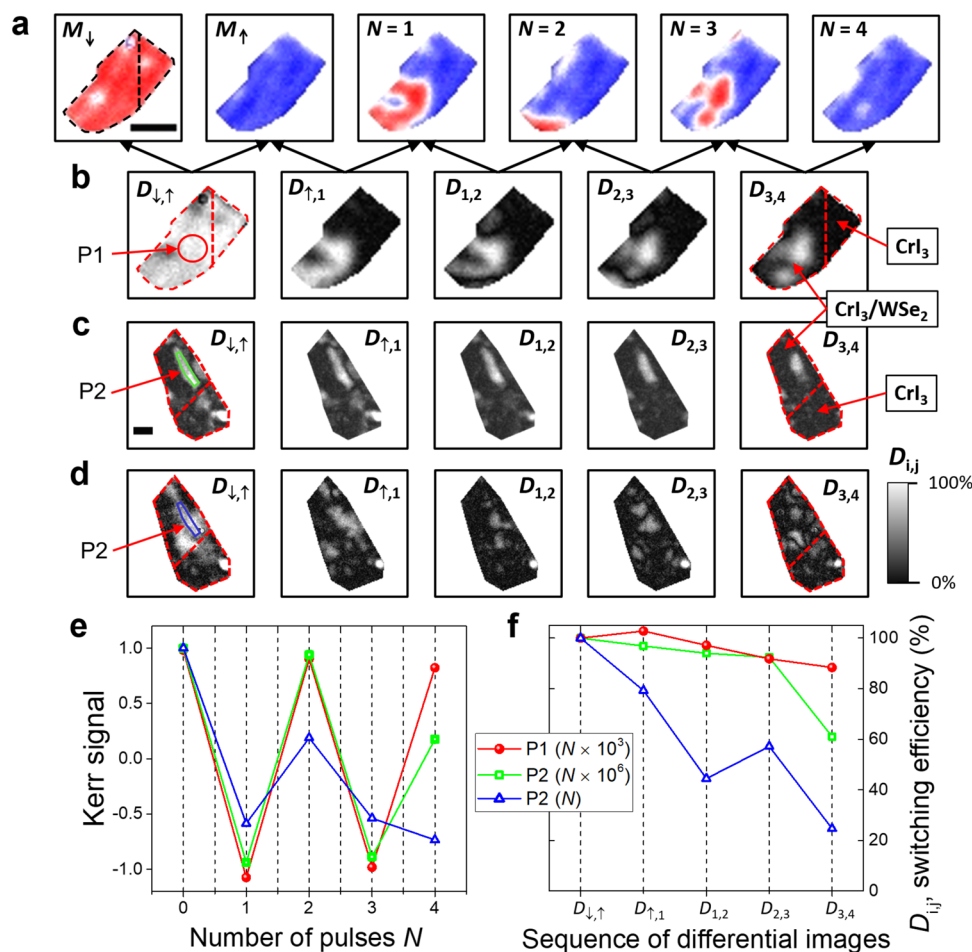 a
M↓
M↑
N = 1
N = 2
N = 3
N = 4
b
D↓,↑
D↑,1
D1,2
D2,3
D3,4
P1
CrI3
CrI3/WSe2
c
D↓,↑
D↑,1
D1,2
D2,3
D3,4
P2
CrI3
d
D↓,↑
D↑,1
D1,2
D2,3
D3,4
P2
Di,j
100%
0%
e
Kerr signal
1.0
0.5
0.0
-0.5
-1.0
0 1 2 3 4
Number of pulses N
f
P1 (N × 10³)
P2 (N × 10⁶)
P2 (N)
100
80
60
40
20
0
Di,j, switching efficiency (%)
D↓,↑ D↑,1 D1,2 D2,3 D3,4
Sequence of differential images